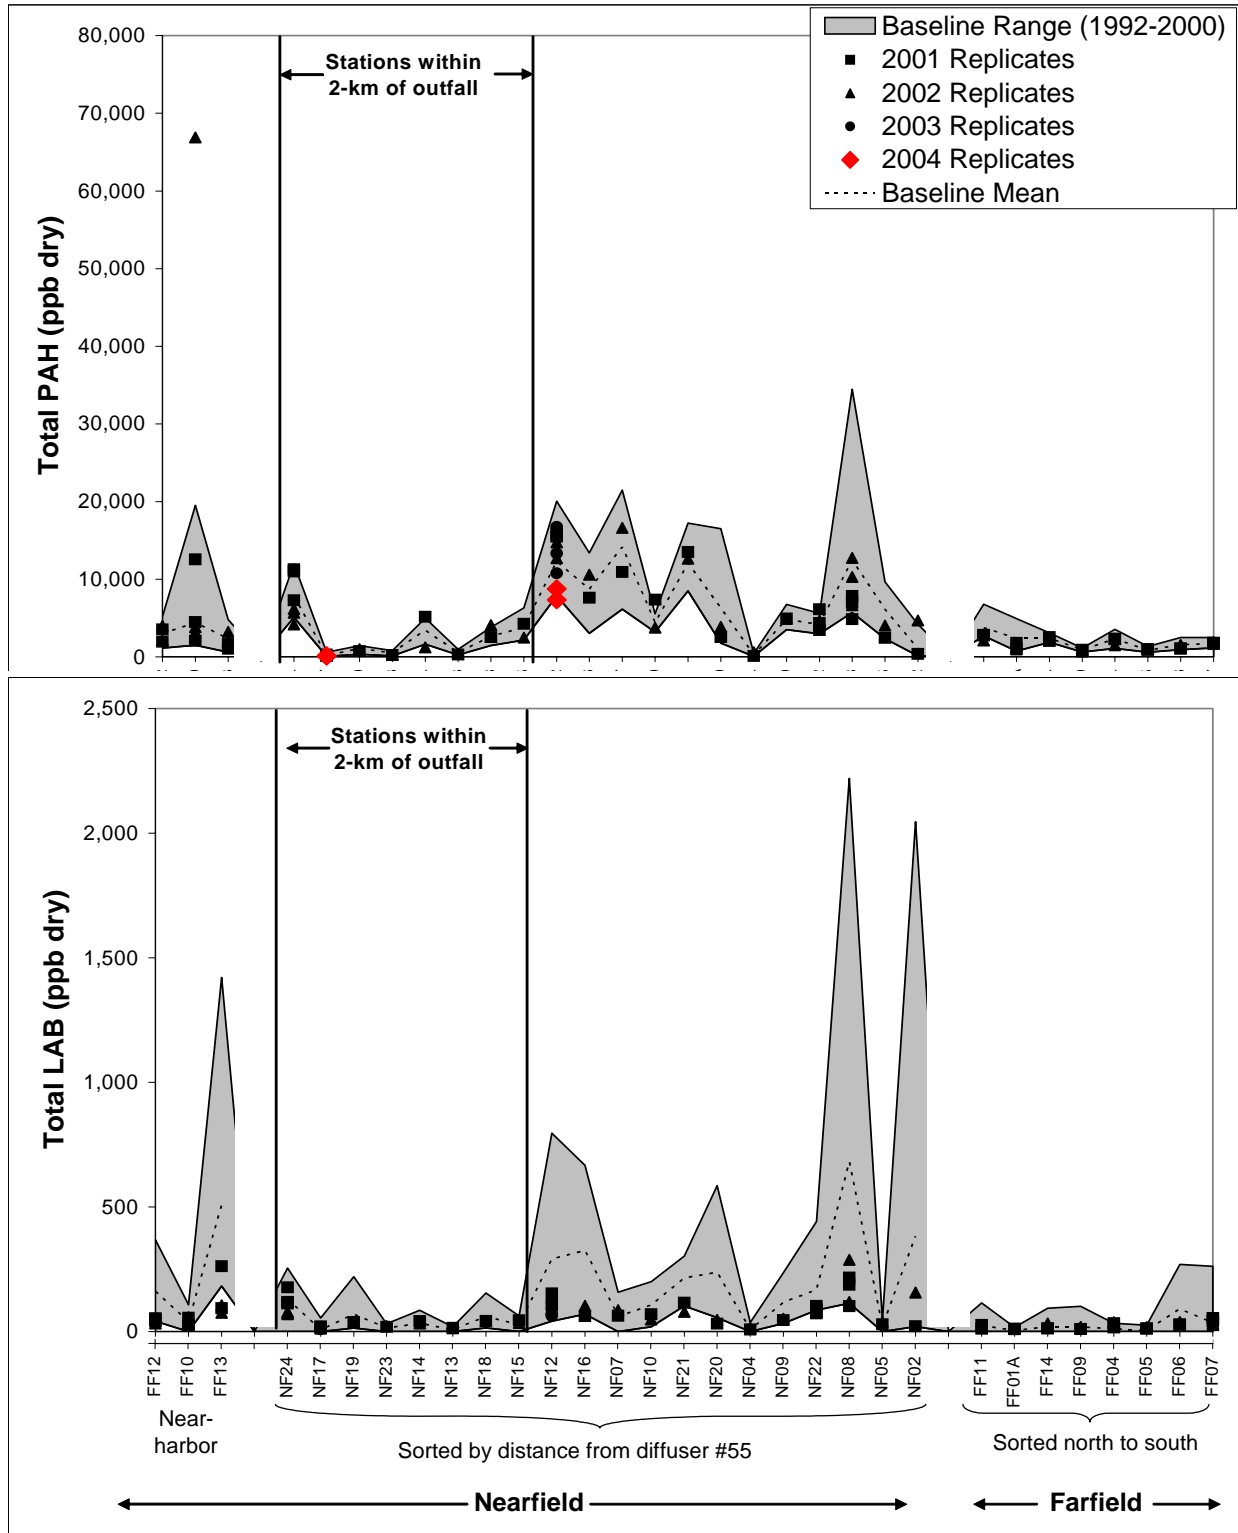 Baseline Range (1992-2000)
2001 Replicates
2002 Replicates
2003 Replicates
2004 Replicates
Baseline Mean
Stations within
2-km of outfall
80,000
70,000
60,000
50,000
40,000
30,000
20,000
10,000
0
Total PAH (ppb dry)
2,500
2,000
1,500
1,000
500
0
Total LAB (ppb dry)
Stations within
2-km of outfall
FF12
FF10
FF13
NF24
NF17
NF19
NF23
NF14
NF13
NF18
NF15
NF12
NF16
NF07
NF10
NF21
NF20
NF04
NF09
NF22
NF08
NF05
NF02
FF11
FF01A
FF14
FF09
FF04
FF05
FF06
FF07
Near-
harbor
Sorted by distance from diffuser #55
Sorted north to south
Nearfield
Farfield